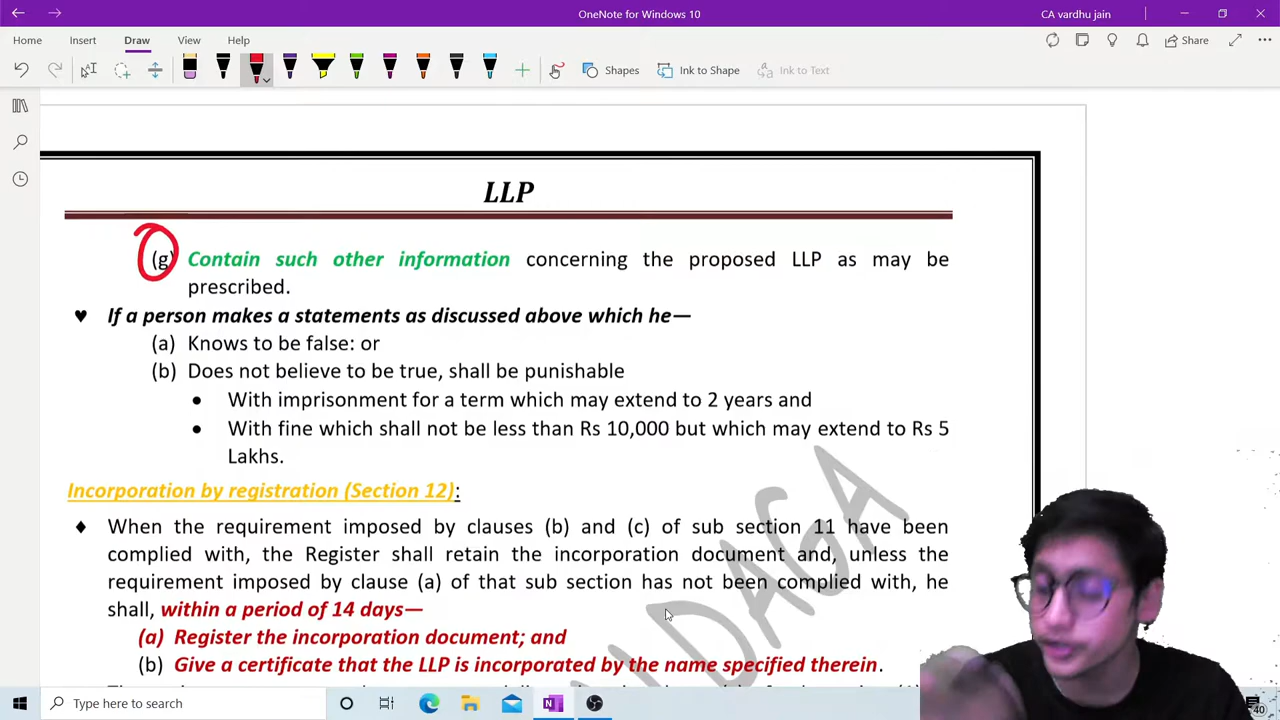 OneNote for Windows 10
CA vardhu jain
Home Insert Draw View Help
Share
Shapes Ink to Shape Ink to Text
LLP
(g) Contain such other information concerning the proposed LLP as may be
prescribed.
♥ If a person makes a statements as discussed above which he—
(a) Knows to be false: or
(b) Does not believe to be true, shall be punishable
• With imprisonment for a term which may extend to 2 years and
• With fine which shall not be less than Rs 10,000 but which may extend to Rs 5
Lakhs.
Incorporation by registration (Section 12):
♦ When the requirement imposed by clauses (b) and (c) of sub section 11 have been
complied with, the Register shall retain the incorporation document and, unless the
requirement imposed by clause (a) of that sub section has not been complied with, he
shall, within a period of 14 days—
(a) Register the incorporation document; and
(b) Give a certificate that the LLP is incorporated by the name specified therein.
Type here to search
40